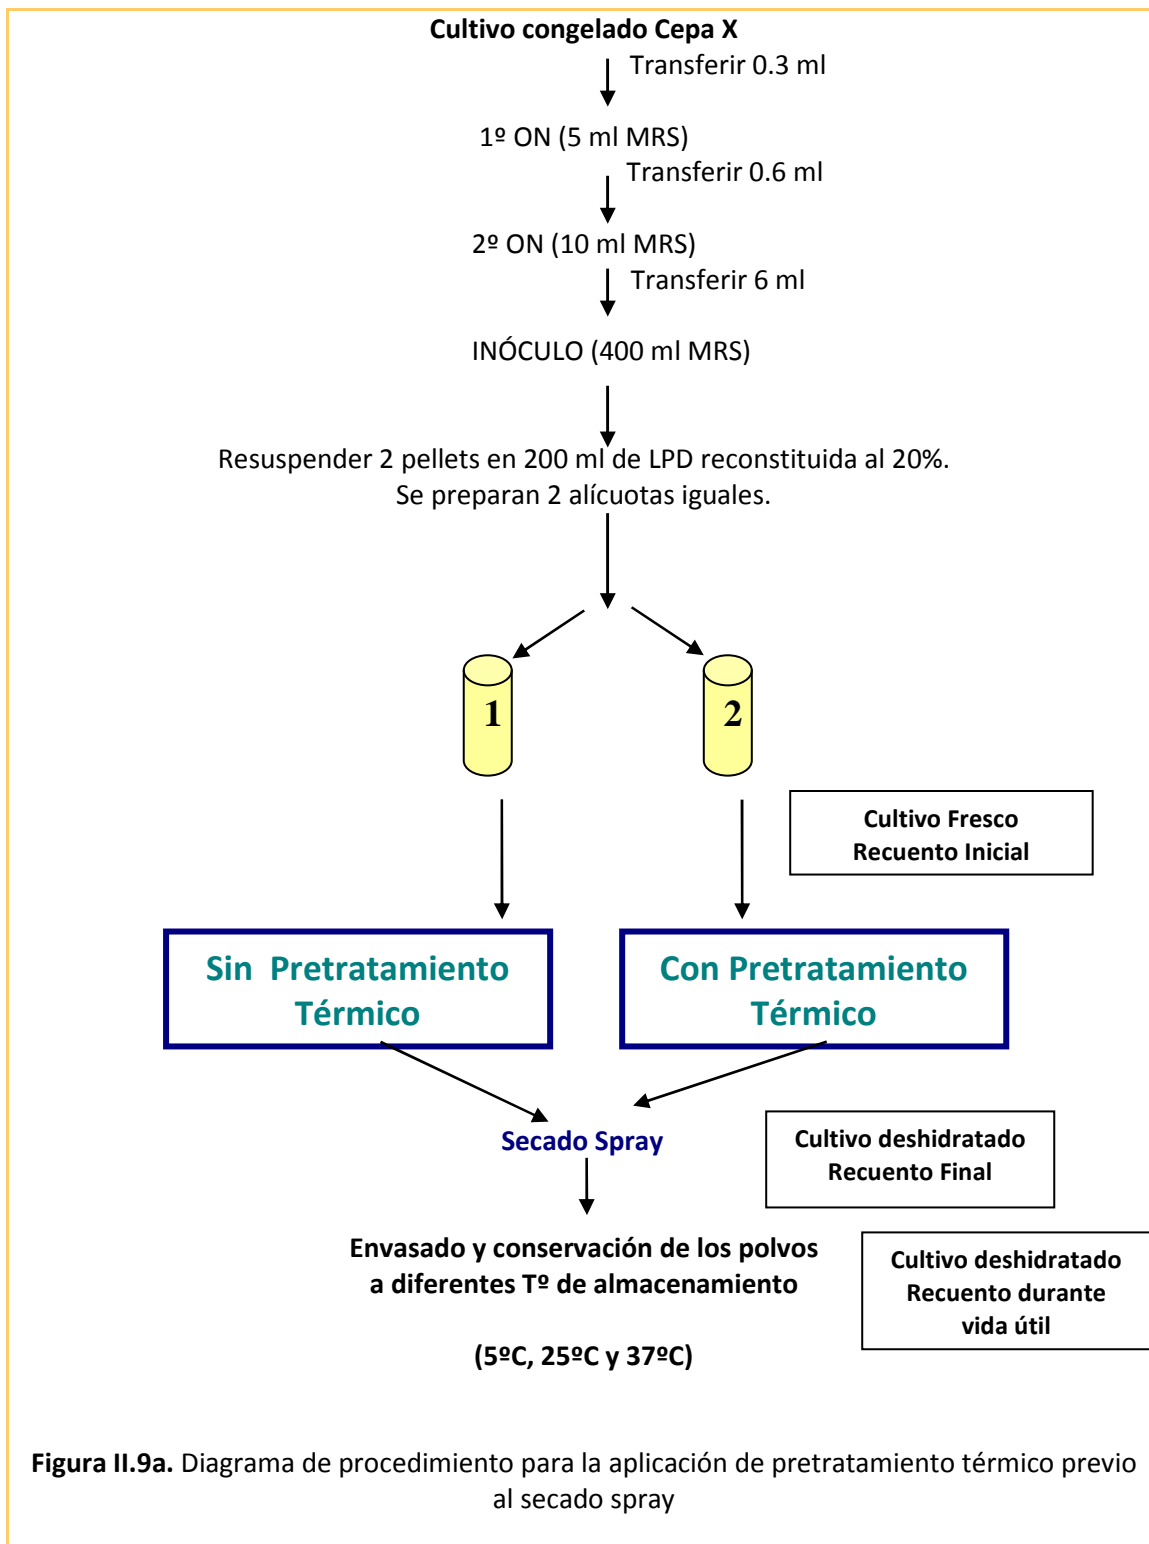 Cultivo congelado Cepa X
Transferir 0.3 ml
1º ON (5 ml MRS)
Transferir 0.6 ml
2º ON (10 ml MRS)
Transferir 6 ml
INÓCULO (400 ml MRS)
Resuspender 2 pellets en 200 ml de LPD reconstituida al 20%.
Se preparan 2 alícuotas iguales.
1
2
Cultivo Fresco
Recuento Inicial
Sin Pretratamiento
Térmico
Con Pretratamiento
Térmico
Secado Spray
Cultivo deshidratado
Recuento Final
Envasado y conservación de los polvos
a diferentes Tº de almacenamiento
(5ºC, 25ºC y 37ºC)
Cultivo deshidratado
Recuento durante
vida útil
Figura II.9a. Diagrama de procedimiento para la aplicación de pretratamiento térmico previo
al secado spray